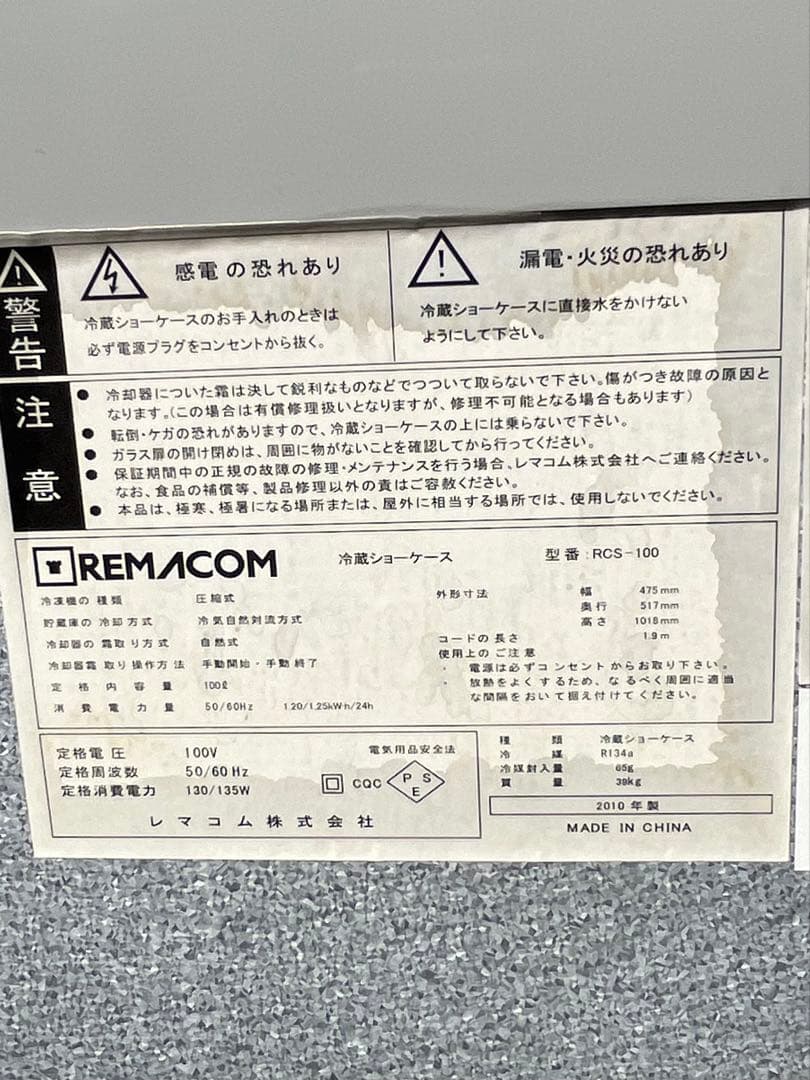 警告
感電の恐れあり
冷蔵ショーケースのお手入れのときは
必ず電源プラグをコンセントから抜く。
漏電・火災の恐れあり
冷蔵ショーケースに直接水をかけない
ようにして下さい。
注意
● 冷却器についた霜は決して鋭利なものなどでつついて取らないで下さい。傷がつき故障の原因と
なります。(この場合は有償修理扱いとなりますが、修理不可能となる場合もあります)
● 転倒・ケガの恐れがありますので、冷蔵ショーケースの上には乗らないで下さい。
● ガラス扉の開け閉めは、周囲に物がないことを確認してから行ってください。
● 保証期間中の正規の故障の修理・メンテナンスを行う場合、レマコム株式会社へご連絡ください。
なお、食品の補償等、製品修理以外の責はご容赦ください。
● 本品は、極寒、極暑になる場所または、屋外に相当する場所では、使用しないでください。
REMACOM 冷蔵ショーケース 型番:RCS-100
冷凍機の種類 圧縮式
貯蔵庫の冷却方式 冷気自然対流方式
冷却器の霜取り方式 自然式
冷却器霜取り操作方法 手動開始・手動終了
定格内容量 100ℓ
消費電力量 50/60Hz 1.20/1.25kW·h/24h
外形寸法 幅 475mm
奥行 517mm
高さ 1018mm
コードの長さ 1.9m
使用上のご注意
・ 電源は必ずコンセントからお取り下さい。
・ 放熱をよくするため、なるべく周囲に適当
な間隔をおいて据え付けてください。
定格電圧 100V 電気用品安全法
定格周波数 50/60Hz
定格消費電力 130/135W
CQC
PSE
レマコム株式会社
種類 冷蔵ショーケース
冷媒 R134a
冷媒封入量 65g
質量 39kg
2010年製
MADE IN CHINA